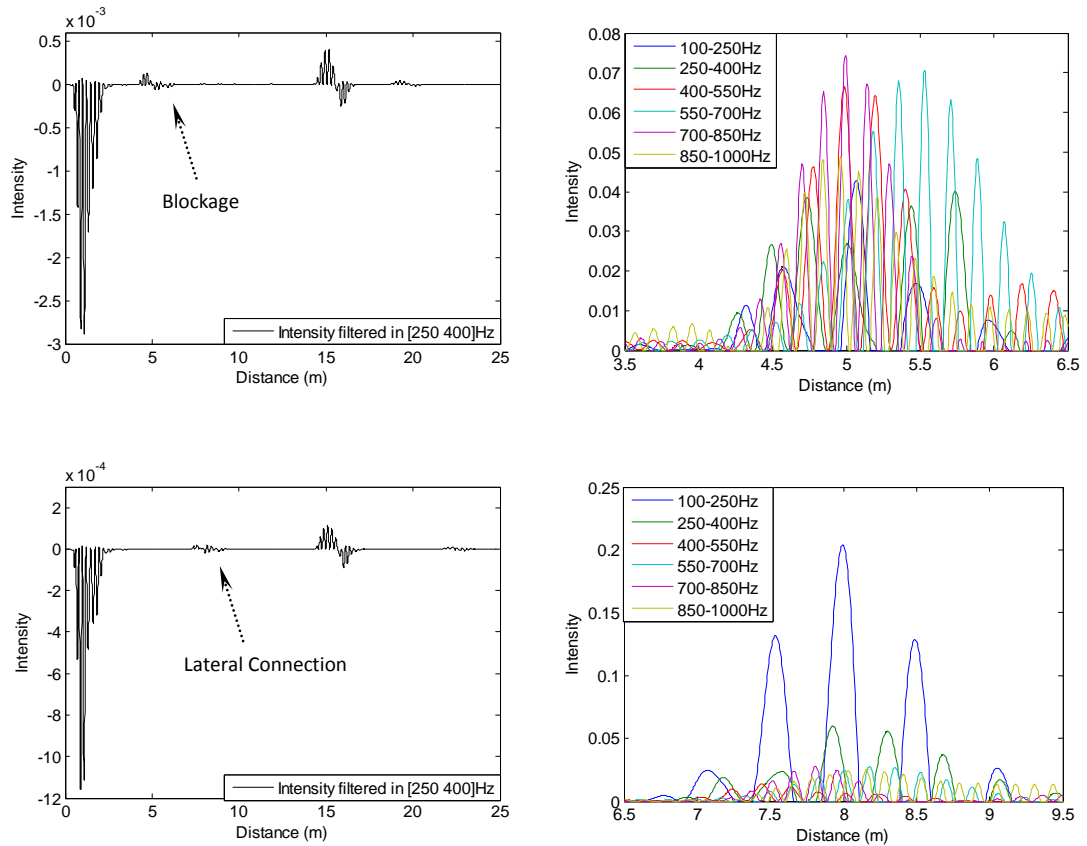 x 10⁻³
0.5
0
-0.5
-1
-1.5
-2
-2.5
-3
Intensity
Blockage
Intensity filtered in [250 400]Hz
0 5 10 15 20 25
Distance (m)
0.08
0.07
0.06
0.05
0.04
0.03
0.02
0.01
0
Intensity
100-250Hz
250-400Hz
400-550Hz
550-700Hz
700-850Hz
850-1000Hz
3.5 4 4.5 5 5.5 6 6.5
Distance (m)
x 10⁻⁴
2
0
-2
-4
-6
-8
-10
-12
Intensity
Lateral Connection
Intensity filtered in [250 400]Hz
0 5 10 15 20 25
Distance (m)
0.25
0.2
0.15
0.1
0.05
0
Intensity
100-250Hz
250-400Hz
400-550Hz
550-700Hz
700-850Hz
850-1000Hz
6.5 7 7.5 8 8.5 9 9.5
Distance (m)